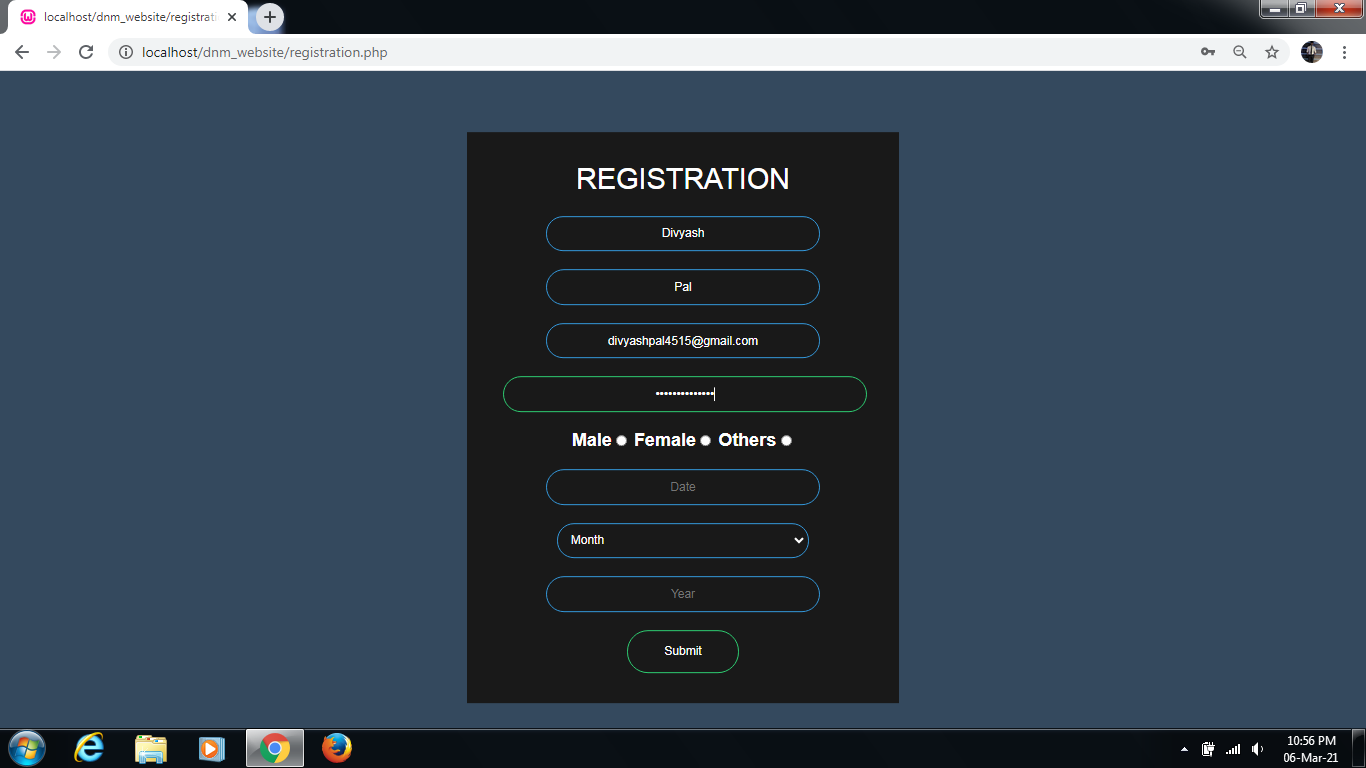 localhost/dnm_website/registrati
localhost/dnm_website/registration.php
REGISTRATION
Divyash
Pal
divyashpal4515@gmail.com
••••••••••••••
Male Female Others
Date
Month
Year
Submit
10:56 PM
06-Mar-21